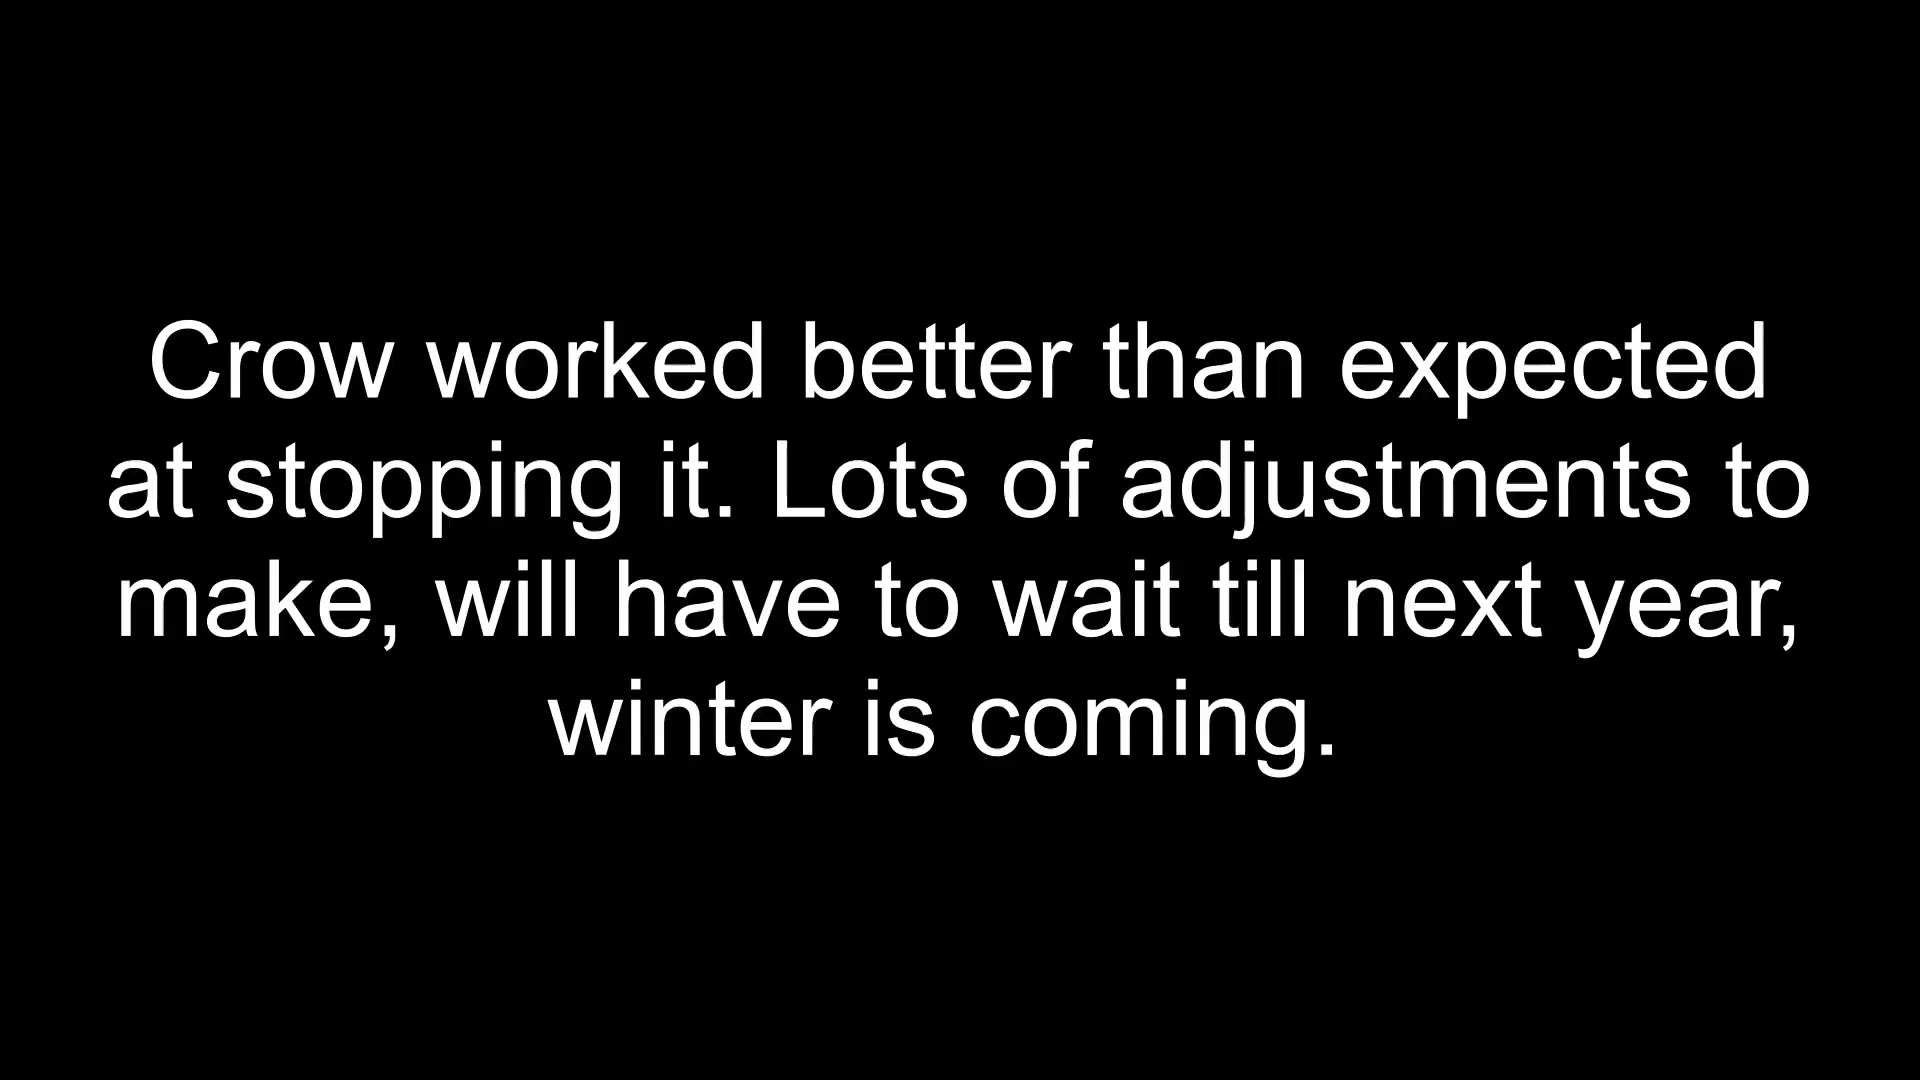 Crow worked better than expected
at stopping it. Lots of adjustments to
make, will have to wait till next year,
winter is coming.